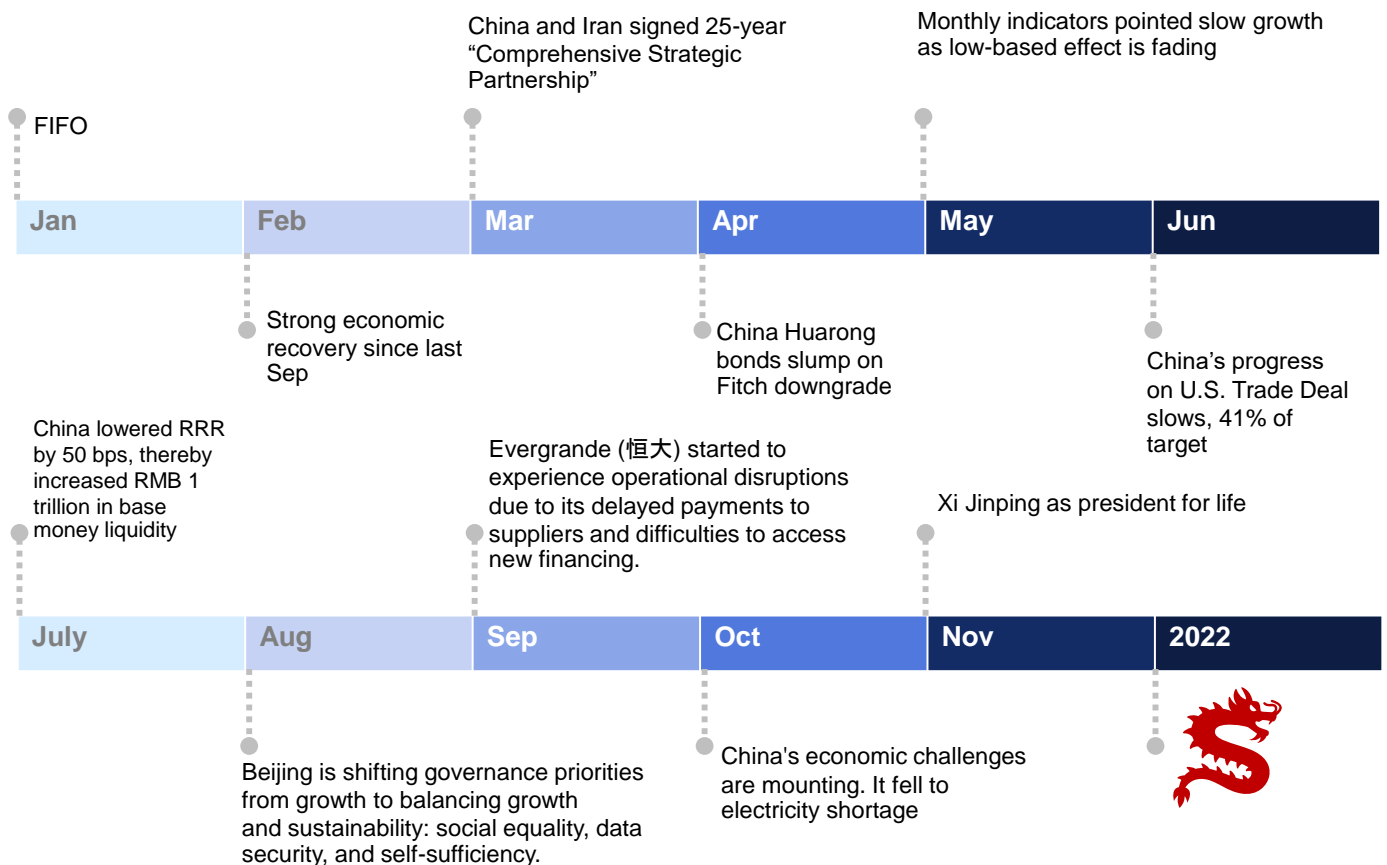 China and Iran signed 25-year
“Comprehensive Strategic
Partnership”
Monthly indicators pointed slow growth
as low-based effect is fading
FIFO
Jan
Feb
Mar
Apr
May
Jun
Strong economic
recovery since last
Sep
China Huarong
bonds slump on
Fitch downgrade
China’s progress
on U.S. Trade Deal
slows, 41% of
target
China lowered RRR
by 50 bps, thereby
increased RMB 1
trillion in base
money liquidity
Evergrande (恒大) started to
experience operational disruptions
due to its delayed payments to
suppliers and difficulties to access
new financing.
Xi Jinping as president for life
July
Aug
Sep
Oct
Nov
2022
Beijing is shifting governance priorities
from growth to balancing growth
and sustainability: social equality, data
security, and self-sufficiency.
China's economic challenges
are mounting. It fell to
electricity shortage